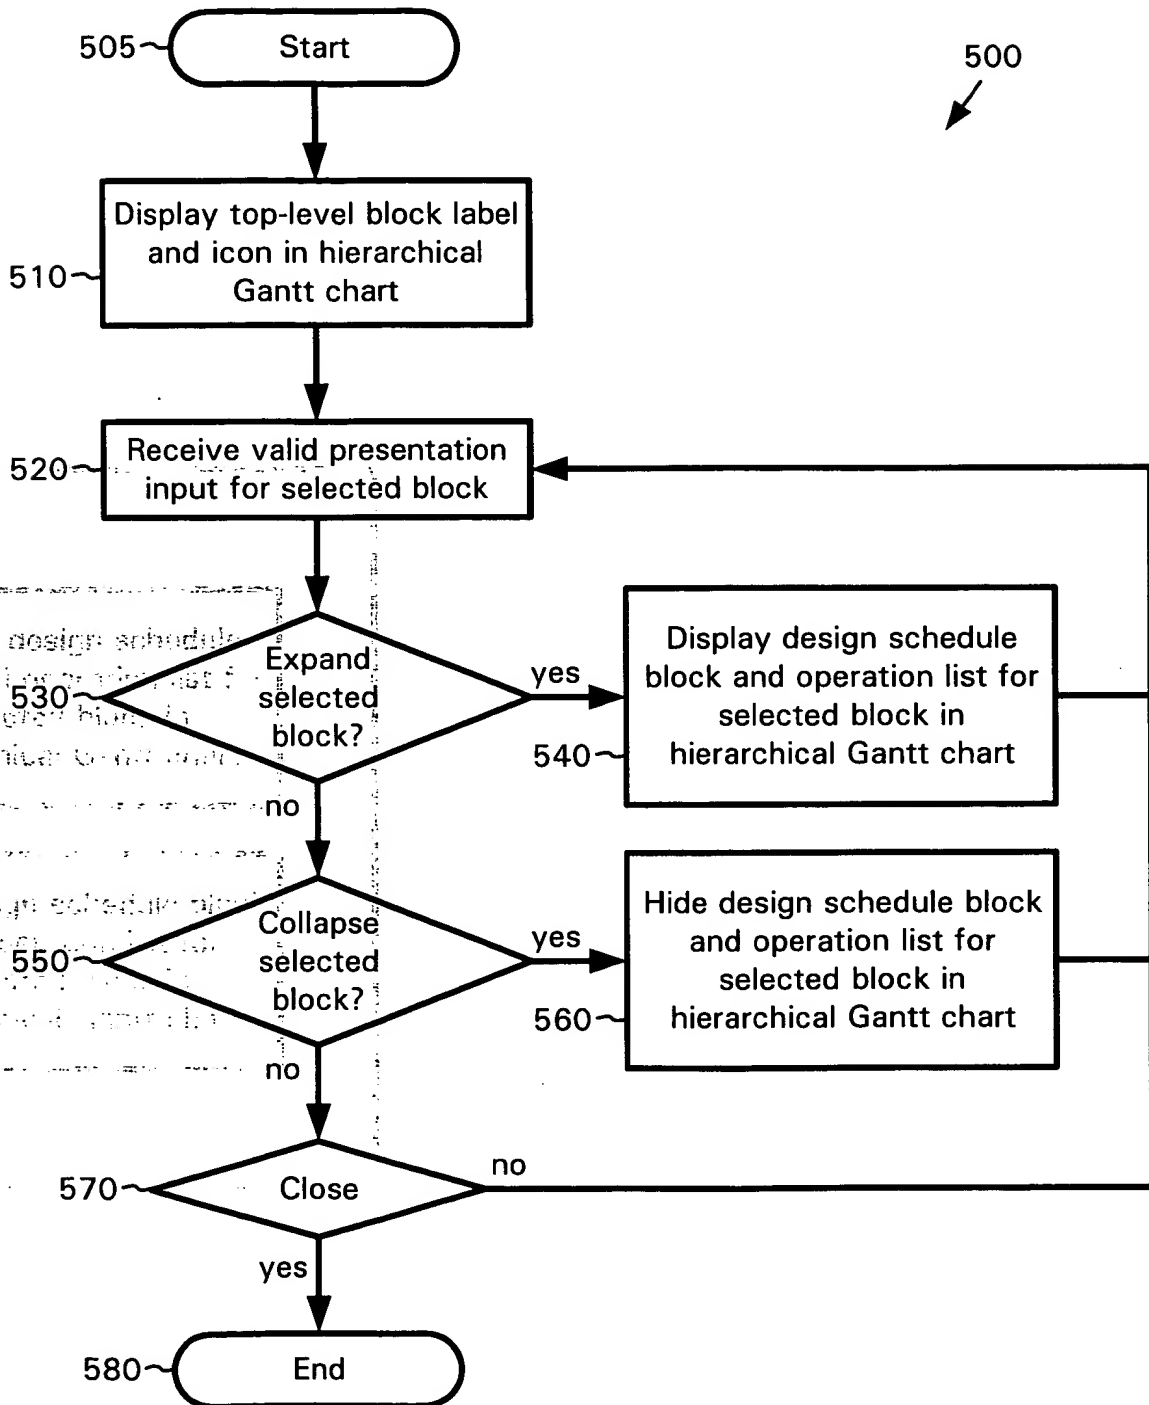 505
Start
500
Display top-level block label
and icon in hierarchical
Gantt chart
510
Receive valid presentation
input for selected block
520
Expand
selected
block?
530
yes
no
Display design schedule
block and operation list for
selected block in
hierarchical Gantt chart
540
Collapse
selected
block?
550
yes
no
Hide design schedule block
and operation list for
selected block in
hierarchical Gantt chart
560
Close
570
no
yes
End
580
design schedule